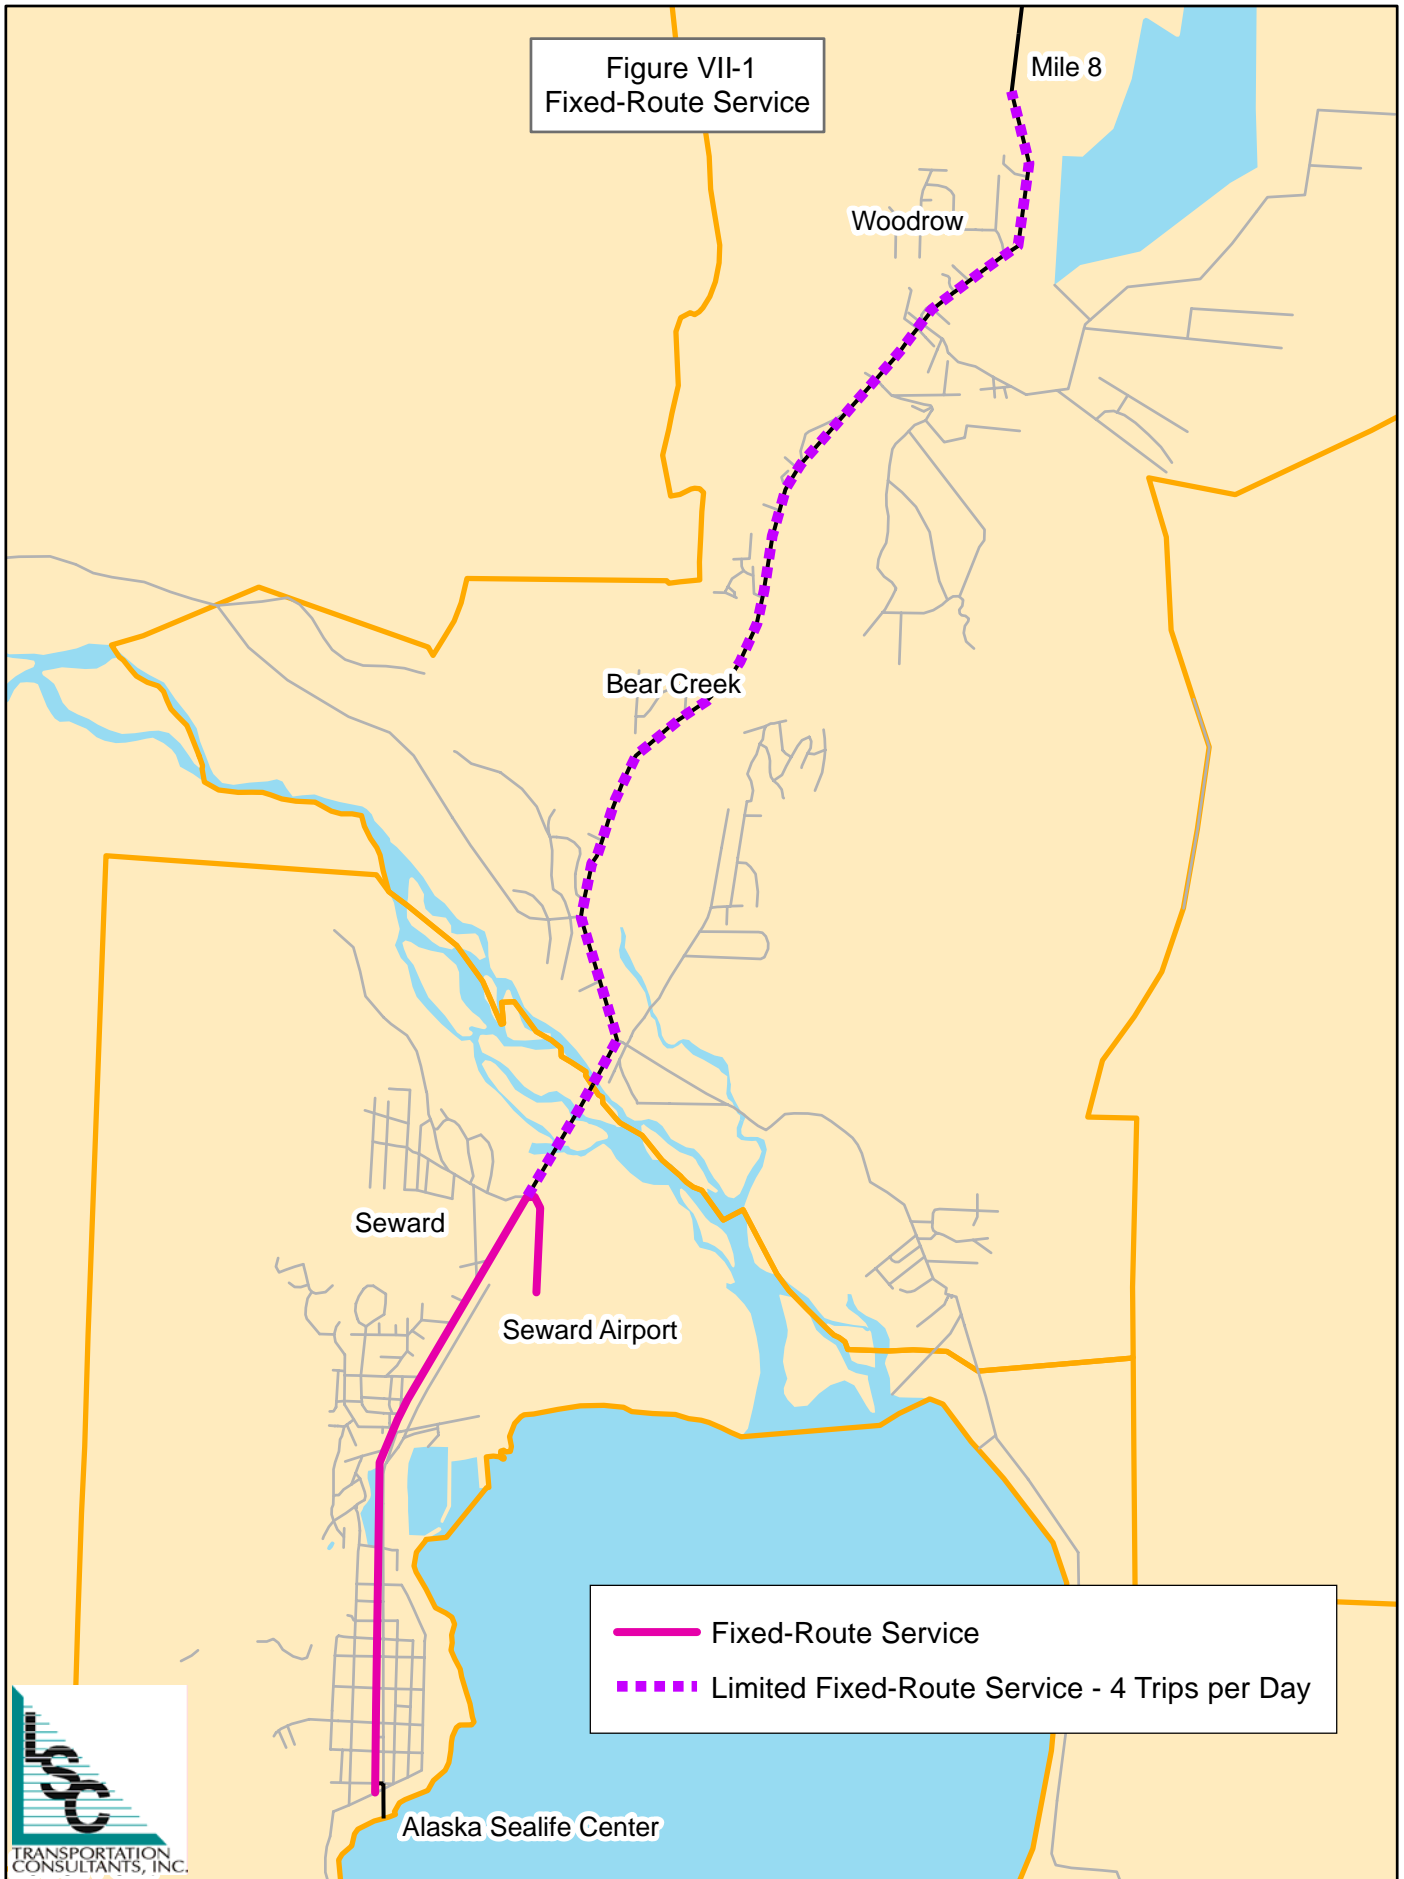 Figure VII-1
Fixed-Route Service
Mile 8
Woodrow
Bear Creek
Seward
Seward Airport
Fixed-Route Service
Limited Fixed-Route Service - 4 Trips per Day
Alaska Sealife Center
LSC
TRANSPORTATION
CONSULTANTS, INC.